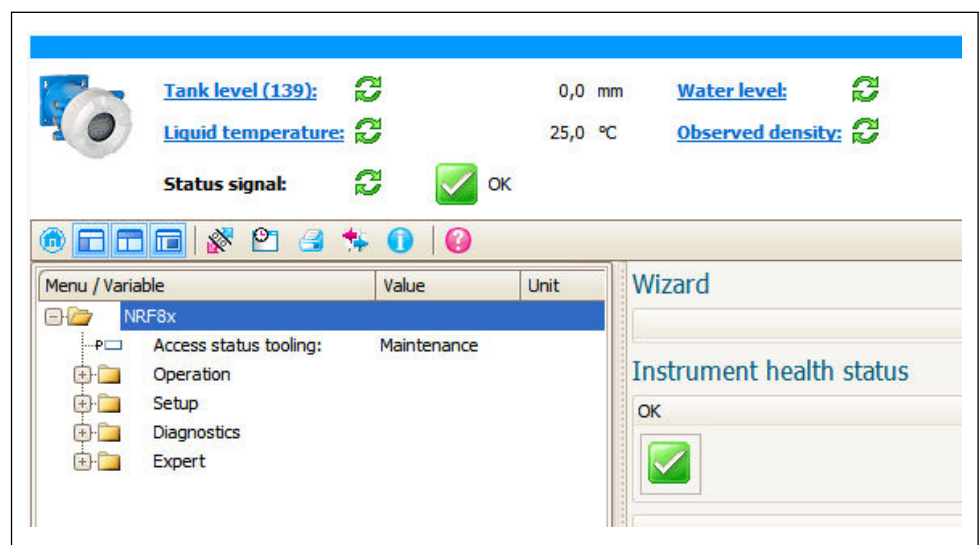 Tank level (139): 0,0 mm Water level:
Liquid temperature: 25,0 °C Observed density:
Status signal: OK
Menu / Variable Value Unit
NRF8x
P Access status tooling: Maintenance
Operation
Setup
Diagnostics
Expert
Wizard
Instrument health status
OK